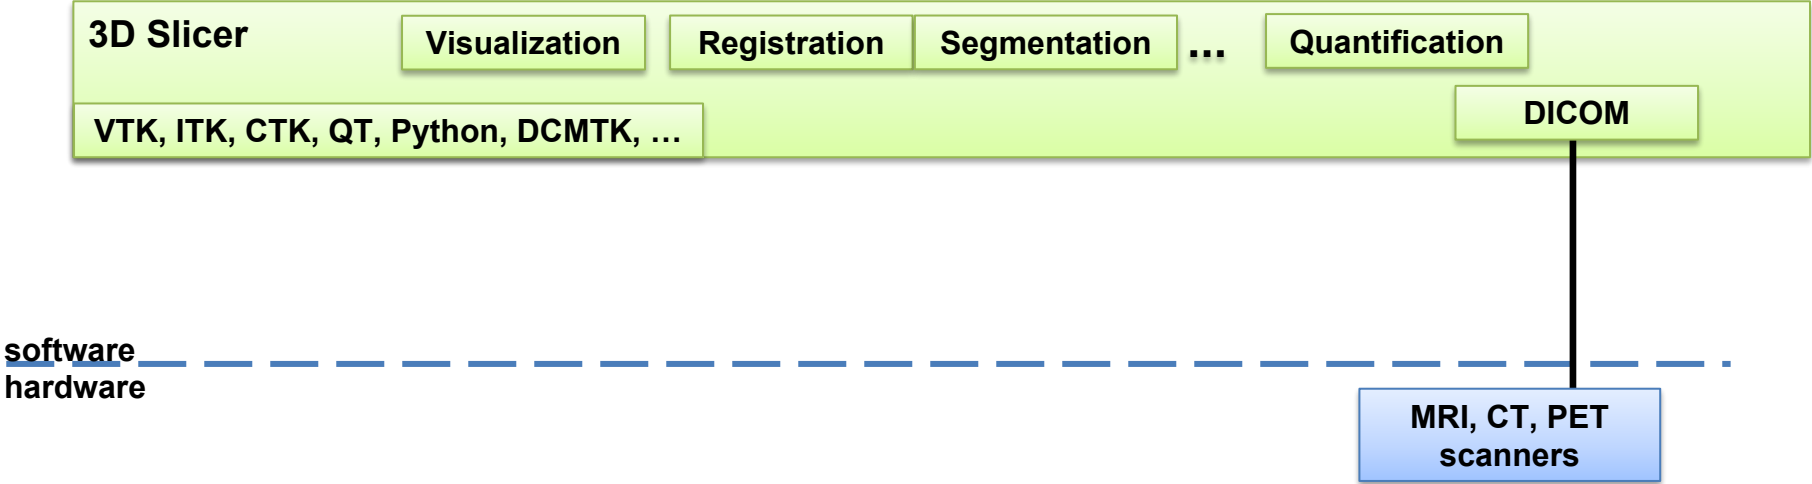 3D Slicer
Visualization
Registration
Segmentation
...
Quantification
VTK, ITK, CTK, QT, Python, DCMTK, …
DICOM
software
hardware
MRI, CT, PET
scanners